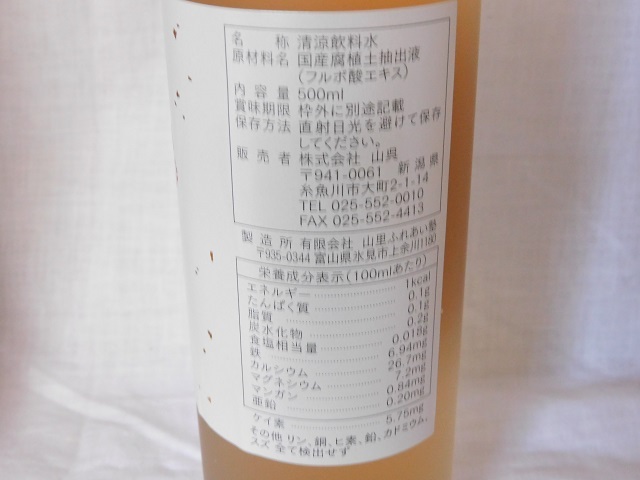 名称 清涼飲料水
原材料名 国産腐植土抽出液
(フルボ酸エキス)
内容量 500ml
賞味期限 枠外に別途記載
保存方法 直射日光を避けて保存
してください。
販売者 株式会社 山呉
〒941-0061 新潟県
糸魚川市大町2-1-14
TEL 025-552-0010
FAX 025-552-4413
製造所 有限会社 山里ふれあい塾
〒935-0344 富山県氷見市上余川1180
栄養成分表示(100mlあたり)
エネルギー 1kcal
たんぱく質 0.1g
脂質 0.1g
炭水化物 0.2g
食塩相当量 0.018g
鉄 6.94mg
カルシウム 26.7mg
マグネシウム 7.2mg
マンガン 0.84mg
亜鉛 0.20mg
ケイ素 5.75mg
その他 リン、銅、ヒ素、鉛、カドミウム、
スズ 全て検出せず